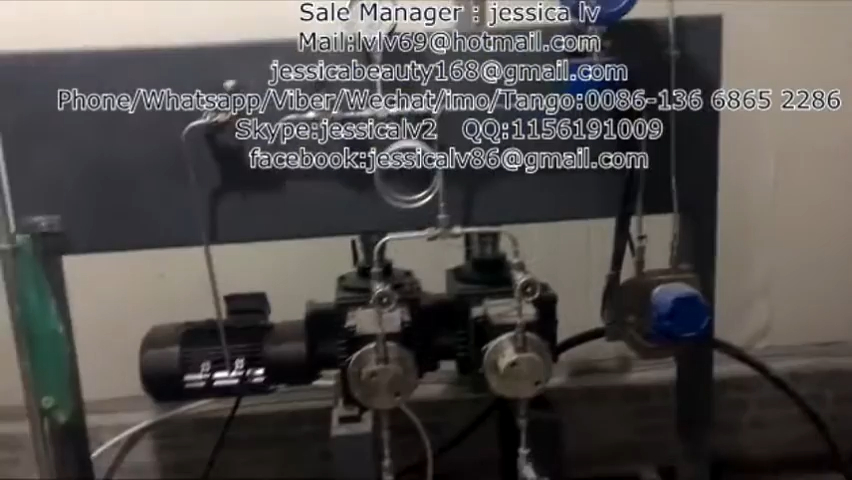 Sale Manager : jessica lv
Mail:lvlv69@hotmail.com
jessicabeauty168@gmail.com
Phone/Whatsapp/Viber/Wechat/imo/Tango:0086-136 6865 2286
Skype:jessicalv2 QQ:1156191009
facebook:jessicalv86@gmail.com